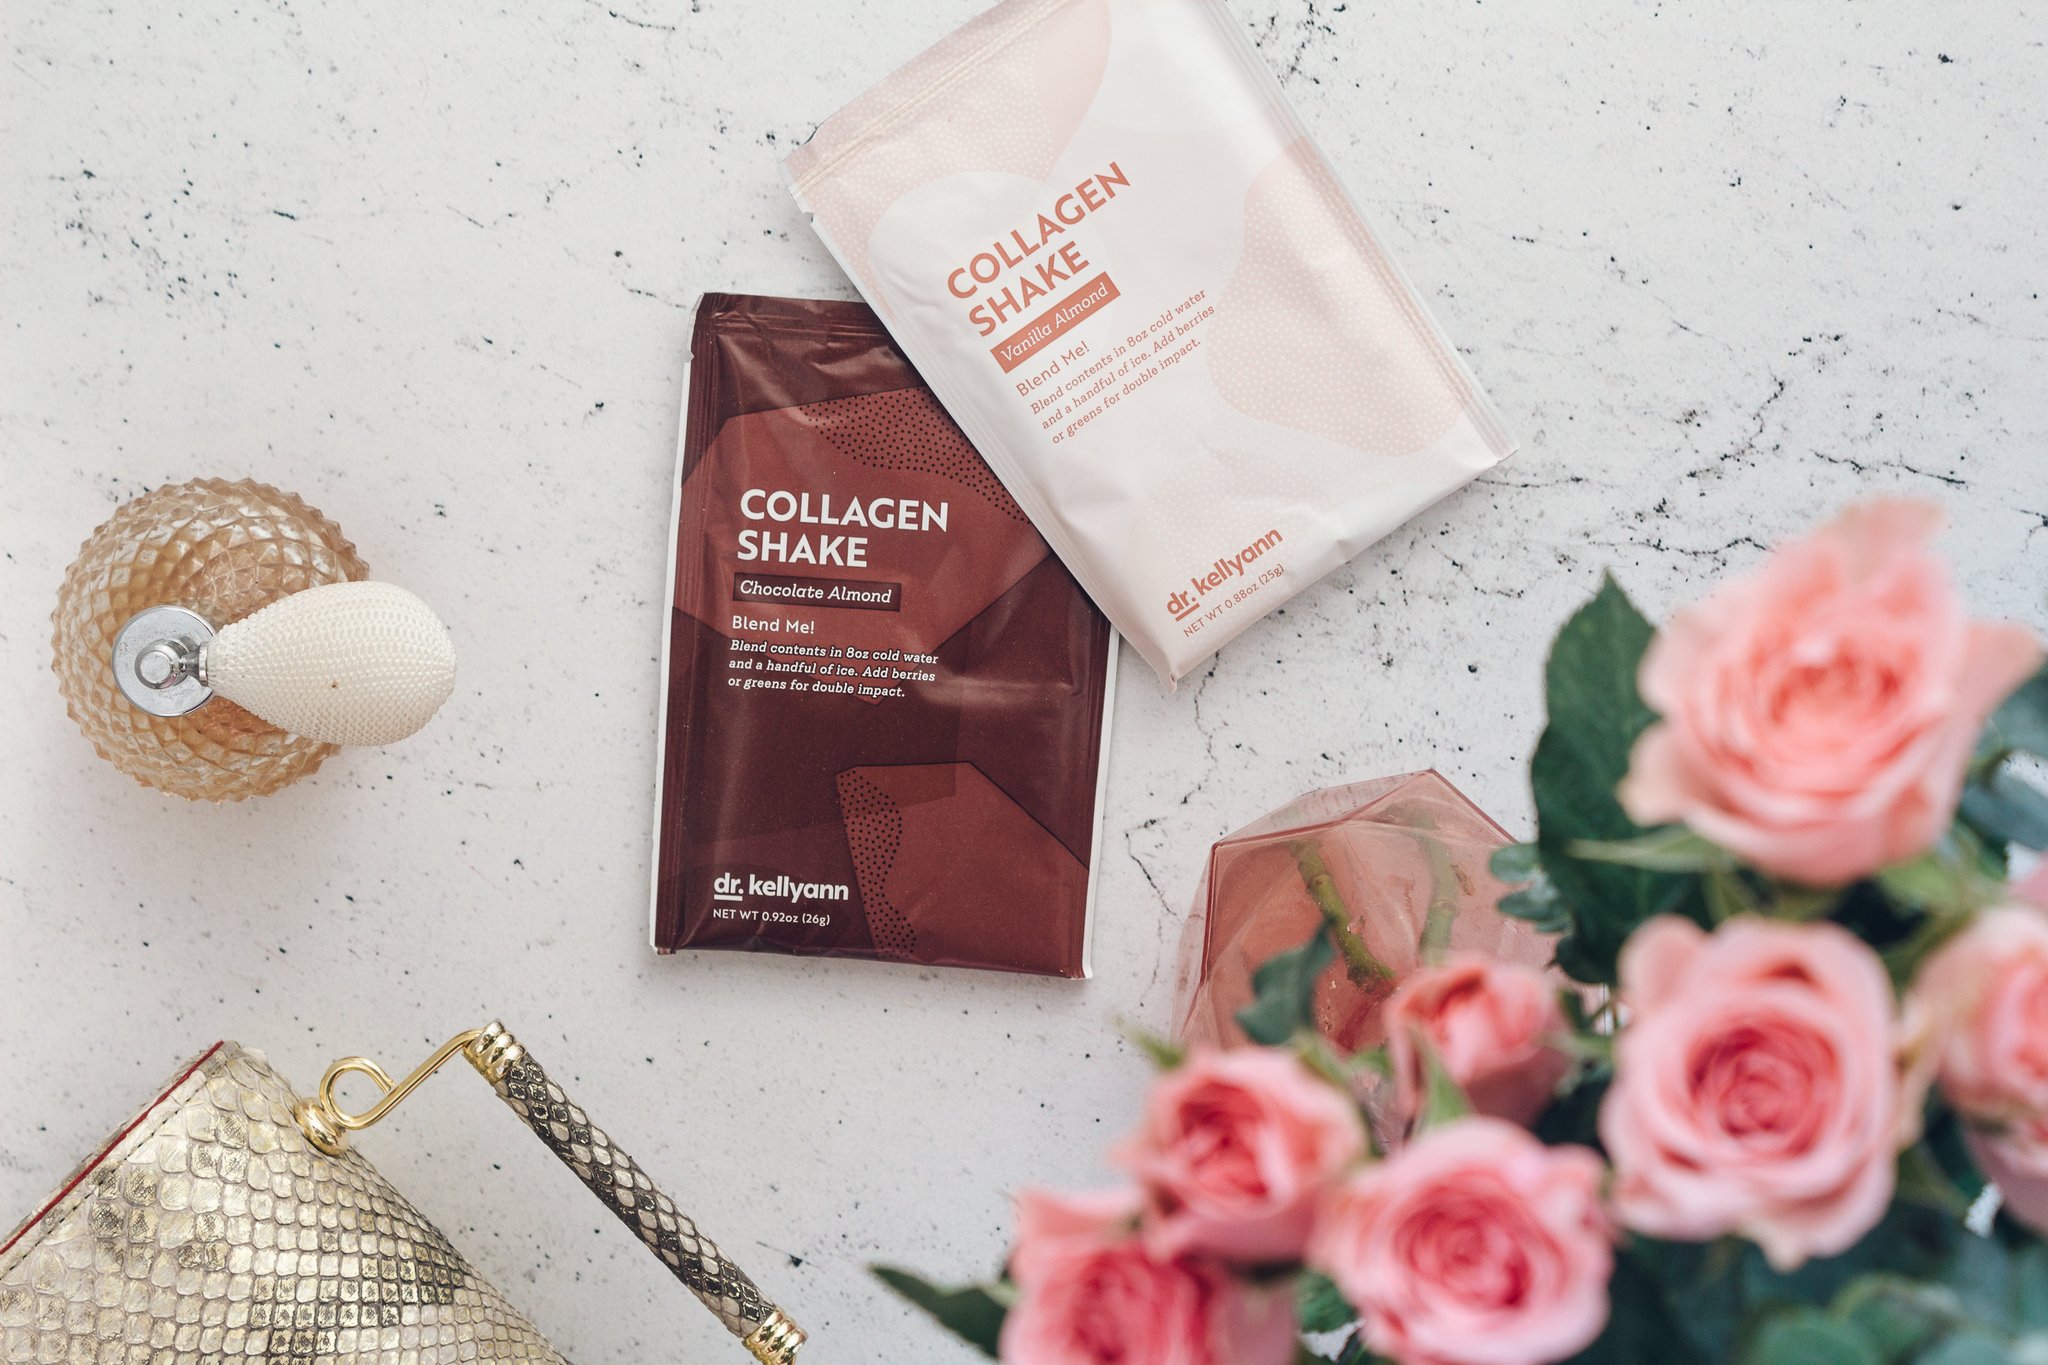 COLLAGEN
SHAKE
Vanilla Almond
Blend Me!
Blend contents in 8oz cold water
and a handful of ice. Add berries
or greens for double impact.
dr. kellyann
NET WT 0.88oz (25g)
COLLAGEN
SHAKE
Chocolate Almond
Blend Me!
Blend contents in 8oz cold water
and a handful of ice. Add berries
or greens for double impact.
dr. kellyann
NET WT 0.92oz (26g)